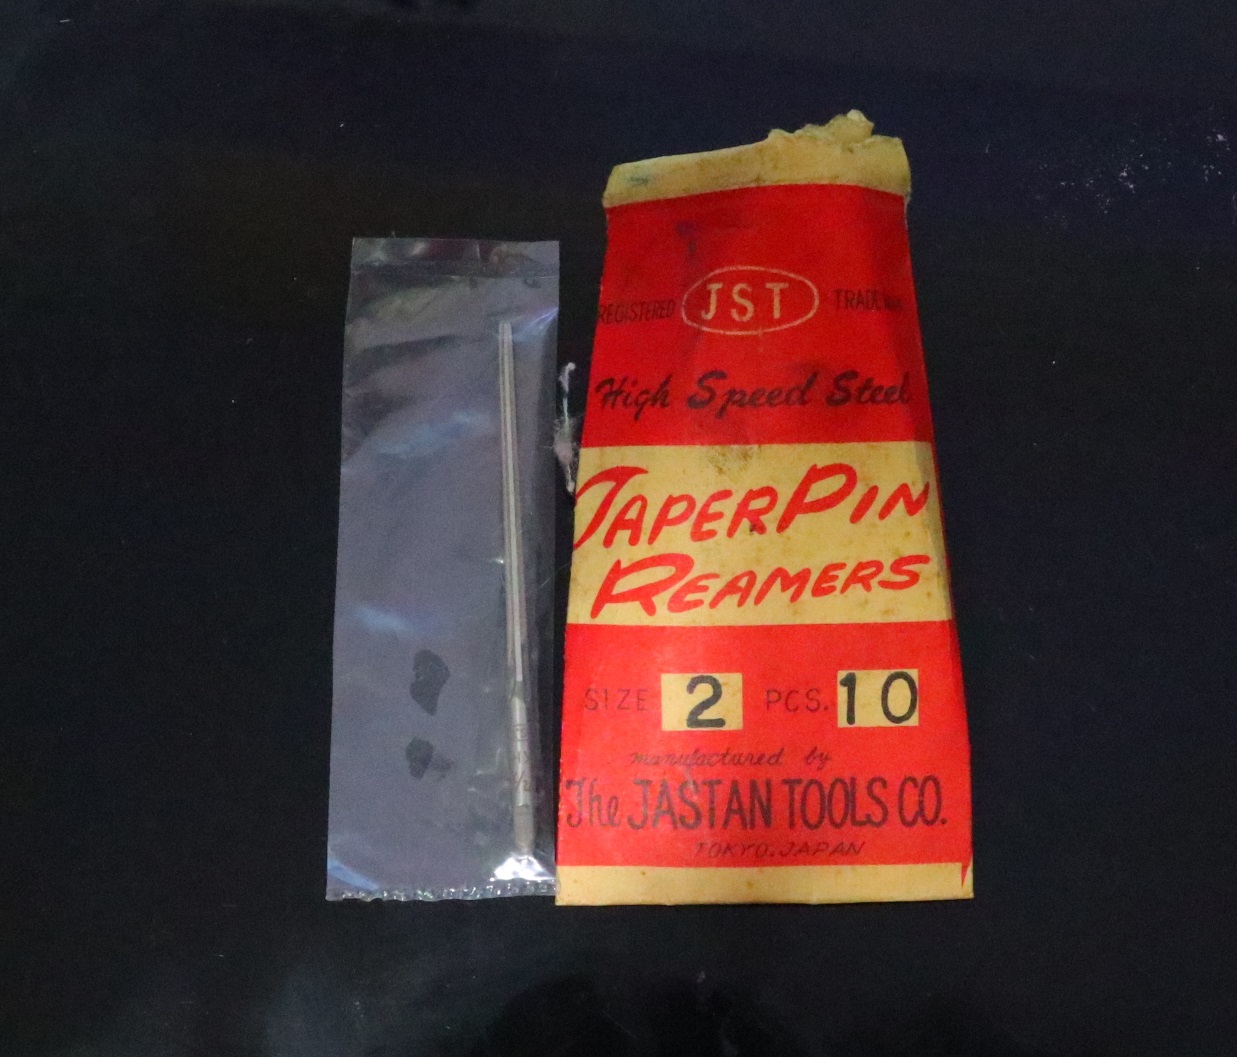 REGISTERED JST TRADE
High Speed Steel
TAPER PIN
REAMERS
SIZE 2 PCS. 10
manufactured by
The JASTAN TOOLS CO.
TOKYO, JAPAN